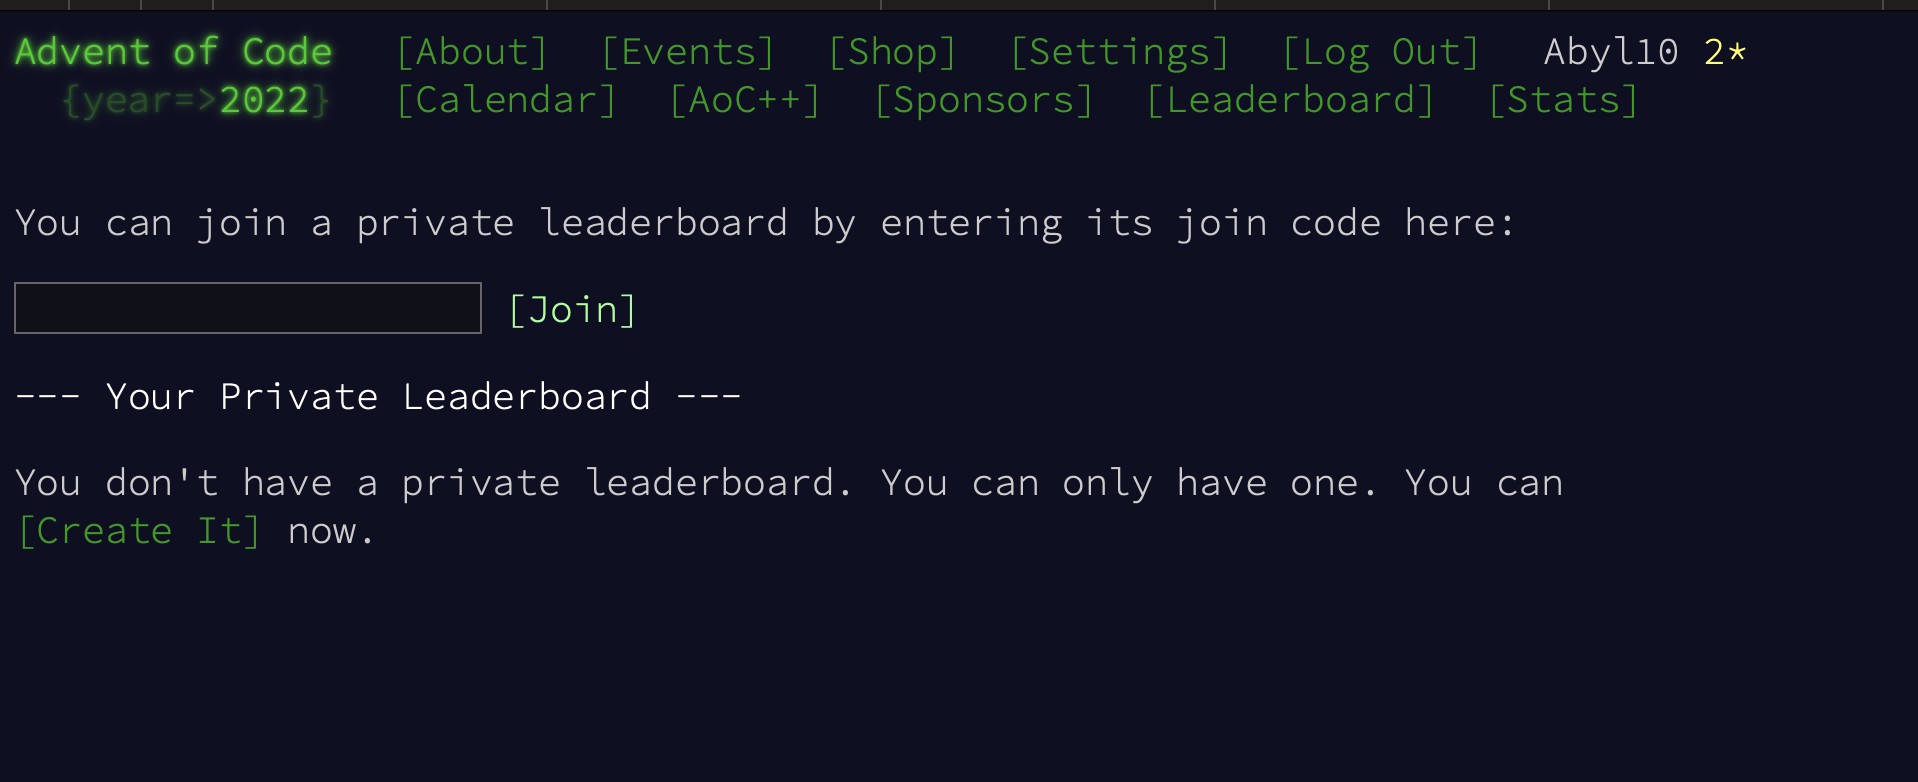 Advent of Code [About] [Events] [Shop] [Settings] [Log Out] Abyl10 2*
{year=>2022} [Calendar] [AoC++] [Sponsors] [Leaderboard] [Stats]
You can join a private leaderboard by entering its join code here:
[Join]
--- Your Private Leaderboard ---
You don't have a private leaderboard. You can only have one. You can
[Create It] now.